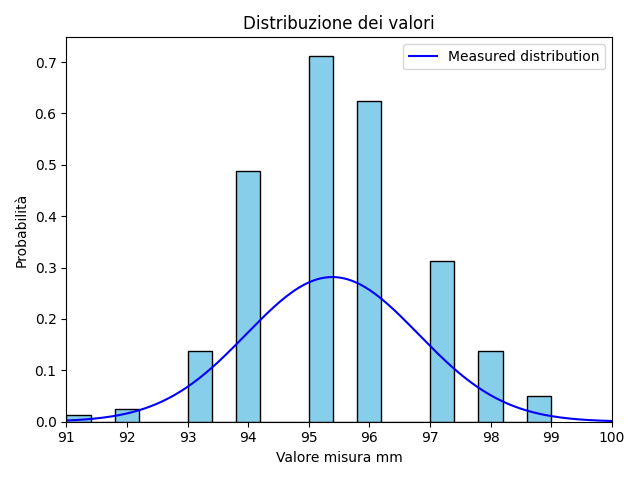 Distribuzione dei valori
Measured distribution
Probabilità
0.7
0.6
0.5
0.4
0.3
0.2
0.1
0.0
91 92 93 94 95 96 97 98 99 100
Valore misura mm